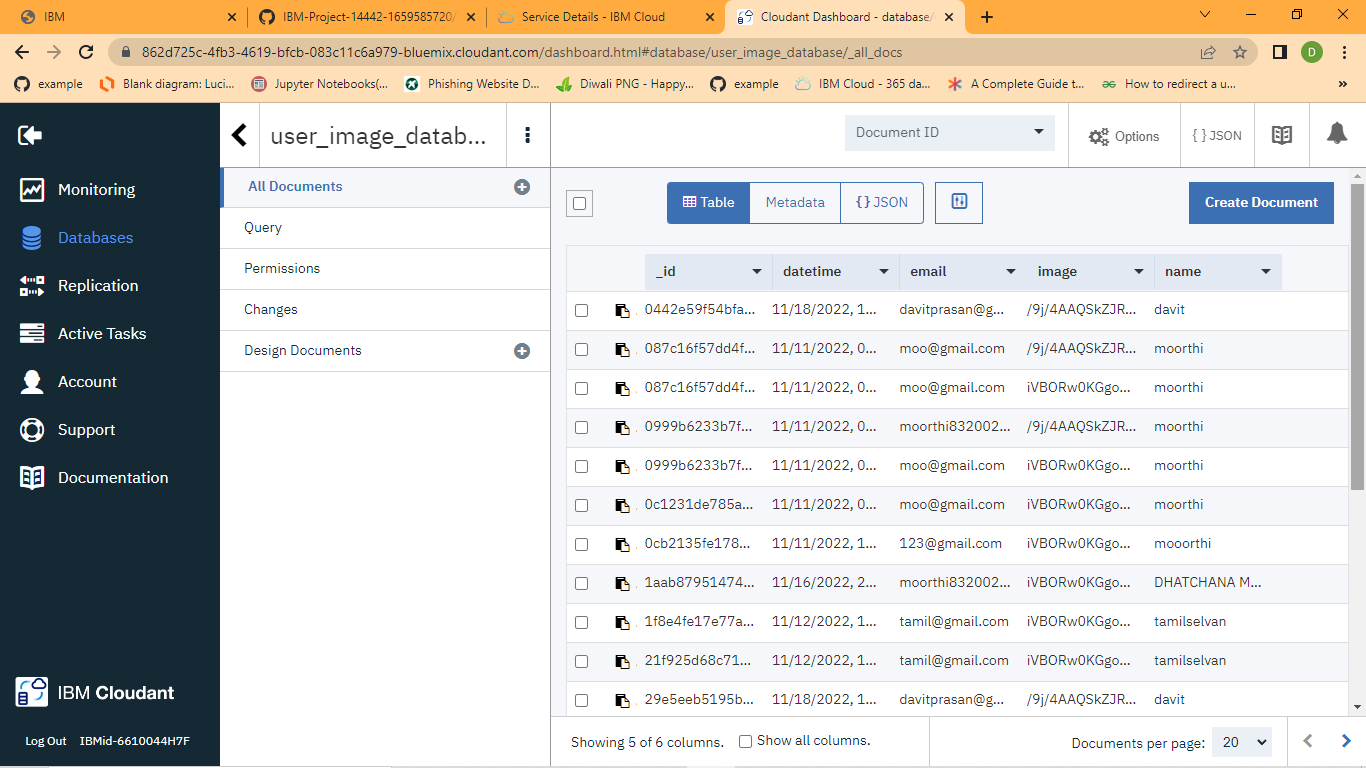 IBM
IBM-Project-14442-1659585720/
Service Details - IBM Cloud
Cloudant Dashboard - database/
862d725c-4fb3-4619-bfcb-083c11c6a979-bluemix.cloudant.com/dashboard.html#database/user_image_database/_all_docs
D
example
Blank diagram: Luci...
Jupyter Notebooks(...
Phishing Website D...
Diwali PNG - Happy...
example
IBM Cloud - 365 da...
A Complete Guide t...
How to redirect a u...
user_image_datab...
Document ID
Options
{ } JSON
Monitoring
Databases
Replication
Active Tasks
Account
Support
Documentation
IBM Cloudant
Log Out IBMid-6610044H7F
All Documents
Query
Permissions
Changes
Design Documents
Table
Metadata
{ } JSON
Create Document
_id datetime email image name
0442e59f54bfa... 11/18/2022, 1... davitprasan@g... /9j/4AAQSkZJR... davit
087c16f57dd4f... 11/11/2022, 0... moo@gmail.com /9j/4AAQSkZJR... moorthi
087c16f57dd4f... 11/11/2022, 0... moo@gmail.com iVBORw0KGgo... moorthi
0999b6233b7f... 11/11/2022, 0... moorthi832002... /9j/4AAQSkZJR... moorthi
0999b6233b7f... 11/11/2022, 0... moo@gmail.com iVBORw0KGgo... moorthi
0c1231de785a... 11/11/2022, 0... moo@gmail.com iVBORw0KGgo... moorthi
0cb2135fe178... 11/11/2022, 1... 123@gmail.com iVBORw0KGgo... mooorthi
1aab87951474... 11/16/2022, 2... moorthi832002... iVBORw0KGgo... DHATCHANA M...
1f8e4fe17e77a... 11/12/2022, 1... tamil@gmail.com iVBORw0KGgo... tamilselvan
21f925d68c71... 11/12/2022, 1... tamil@gmail.com iVBORw0KGgo... tamilselvan
29e5eeb5195b... 11/18/2022, 1... davitprasan@g... /9j/4AAQSkZJR... davit
Showing 5 of 6 columns. Show all columns.
Documents per page: 20